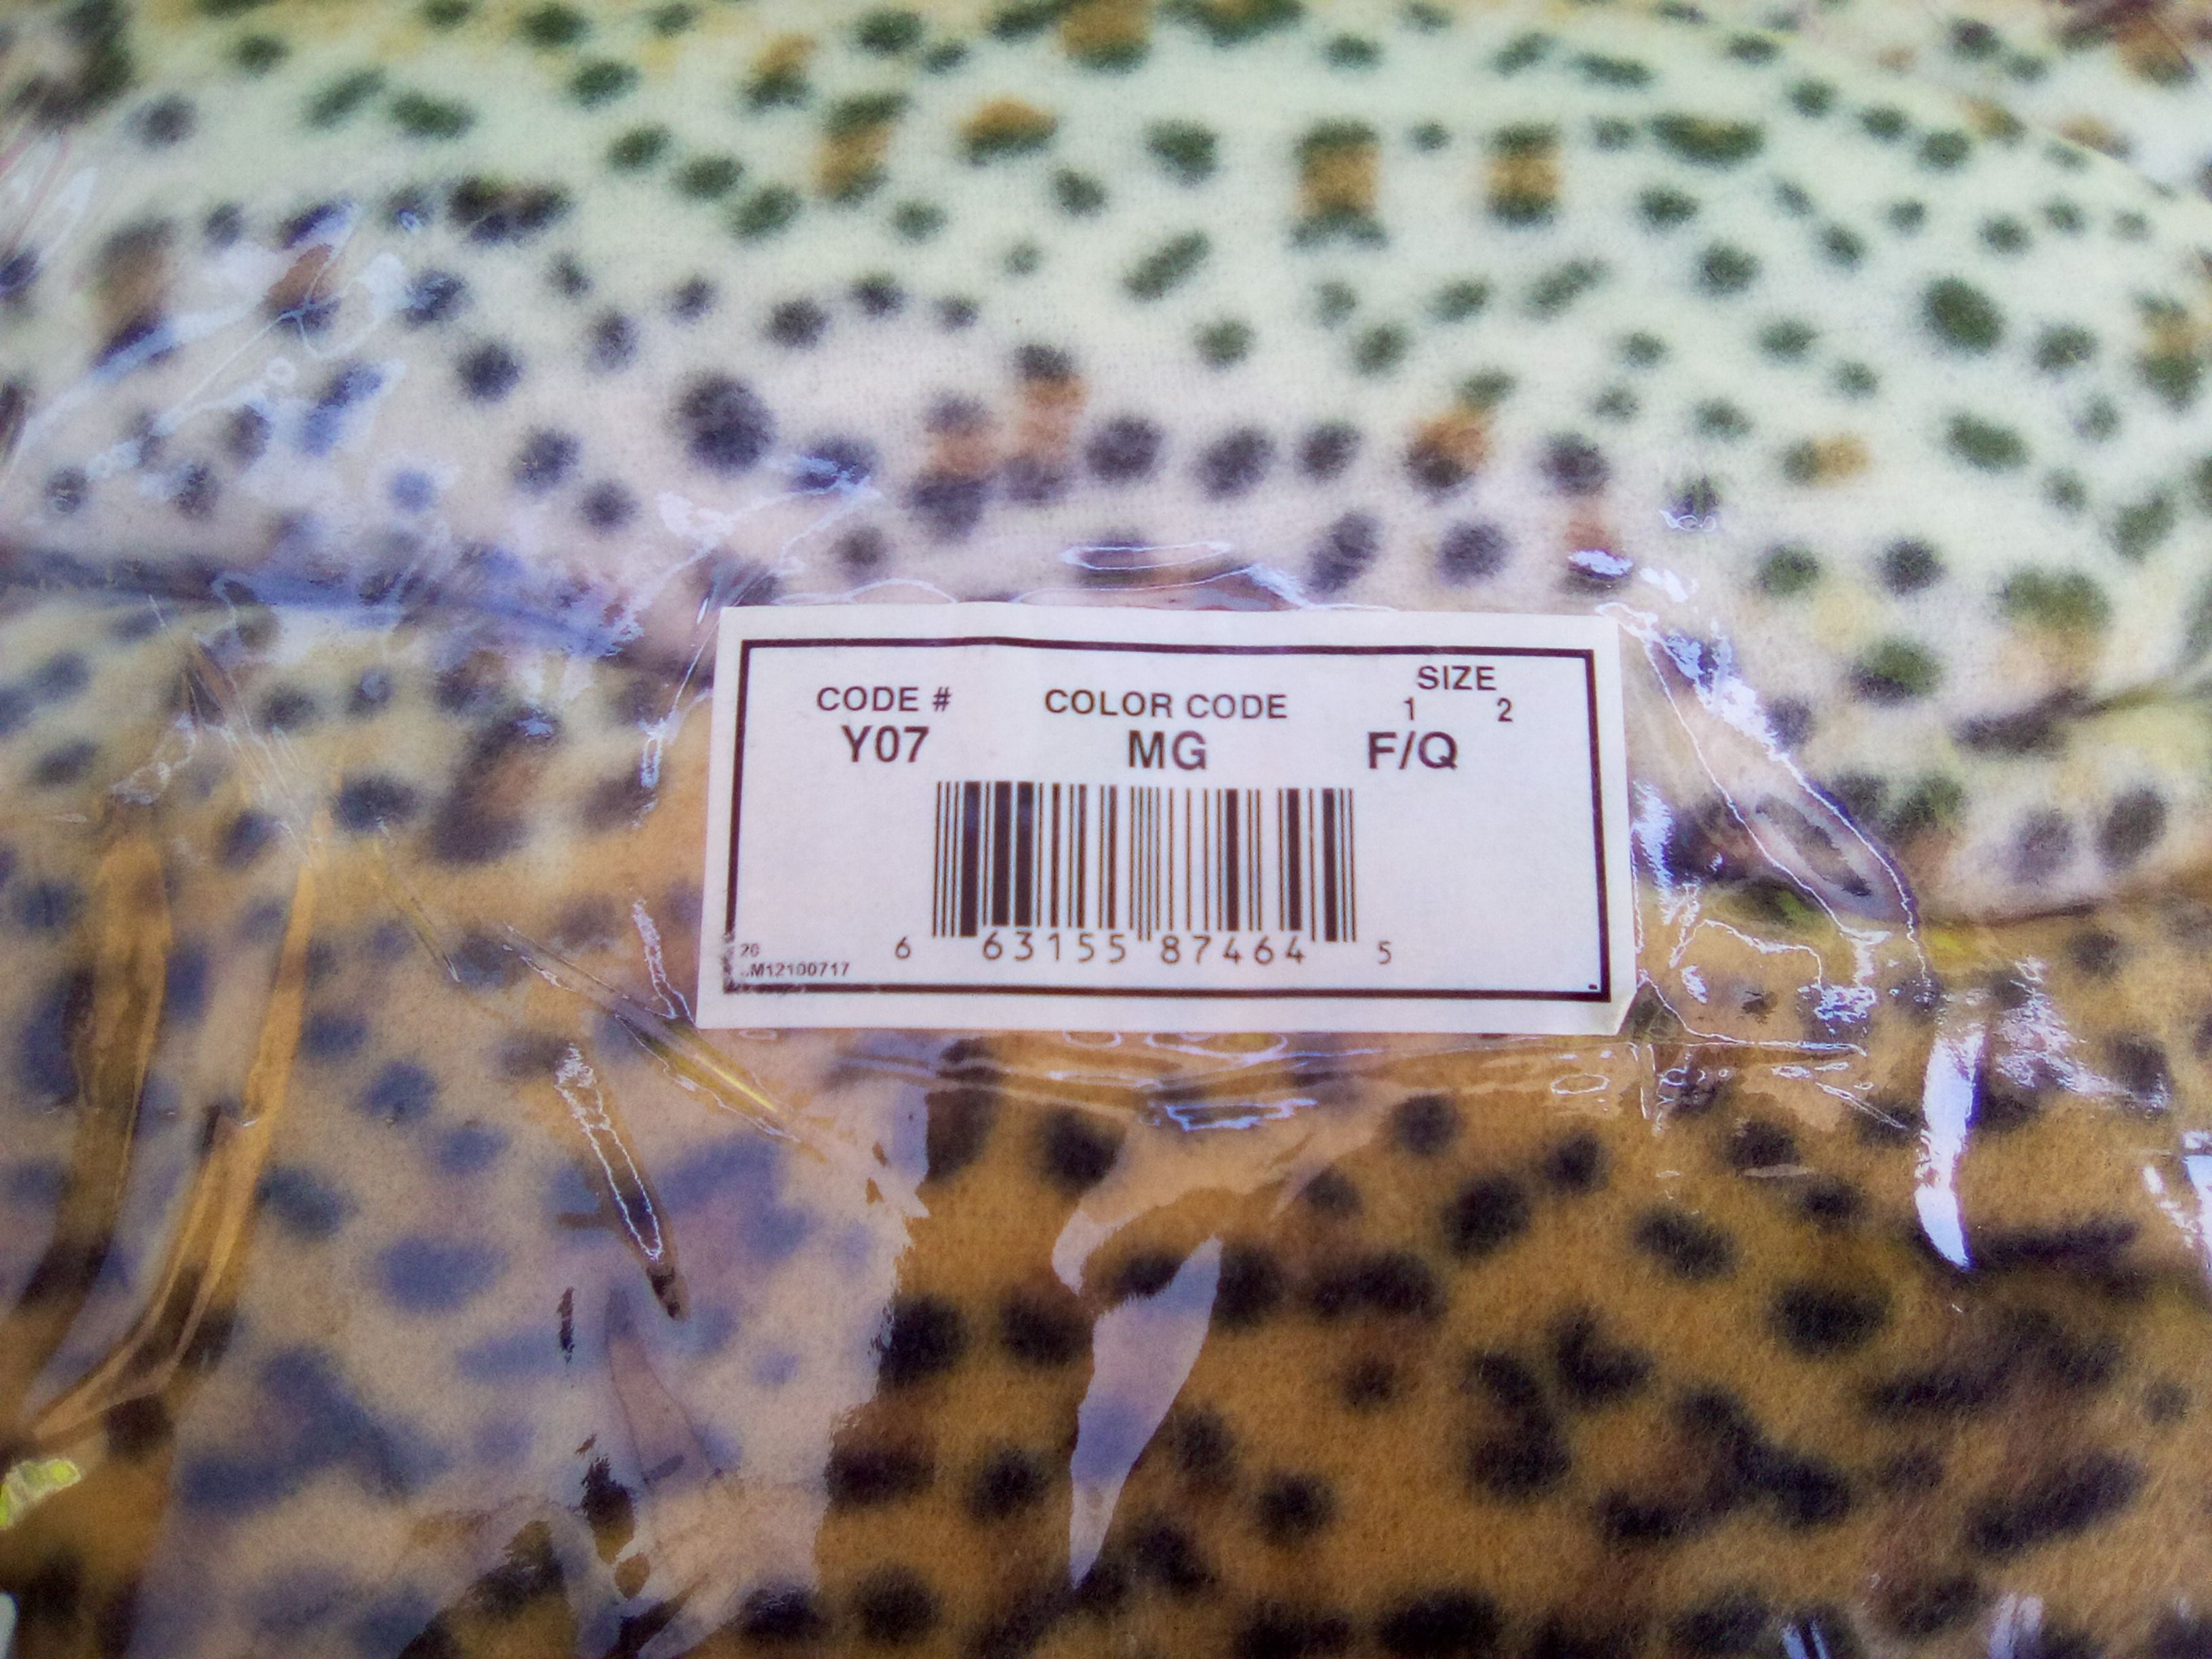 CODE # COLOR CODE SIZE
1 2
Y07 MG F/Q
6 63155 87464 5
20
M12100717